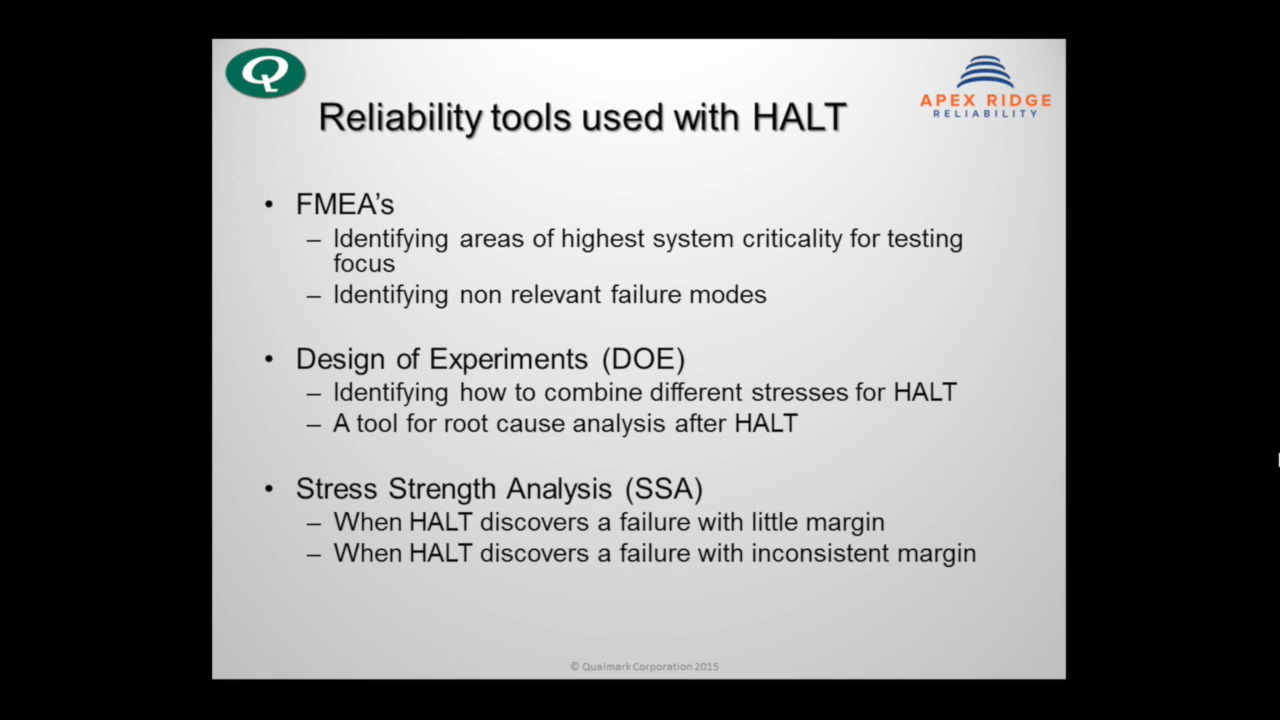 Q
APEX RIDGE
RELIABILITY
Reliability tools used with HALT
• FMEA's
– Identifying areas of highest system criticality for testing
focus
– Identifying non relevant failure modes
• Design of Experiments (DOE)
– Identifying how to combine different stresses for HALT
– A tool for root cause analysis after HALT
• Stress Strength Analysis (SSA)
– When HALT discovers a failure with little margin
– When HALT discovers a failure with inconsistent margin
© Qualmark Corporation 2015